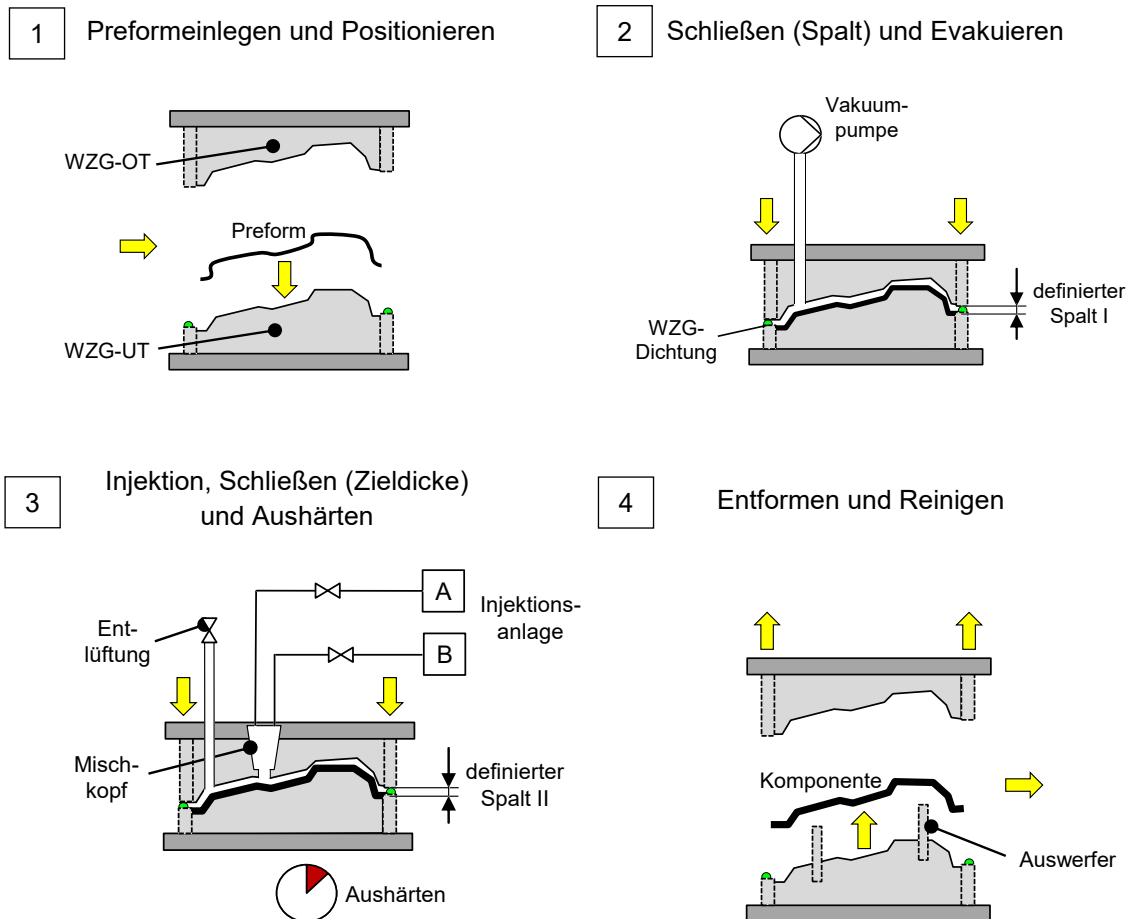 1
Preformeinlegen und Positionieren
WZG-OT
Preform
WZG-UT
2
Schließen (Spalt) und Evakuieren
Vakuum-
pumpe
WZG-
Dichtung
definierter
Spalt I
3
Injektion, Schließen (Zieldicke)
und Aushärten
A
B
Injektions-
anlage
Ent-
lüftung
Misch-
kopf
definierter
Spalt II
Aushärten
4
Entformen und Reinigen
Komponente
Auswerfer